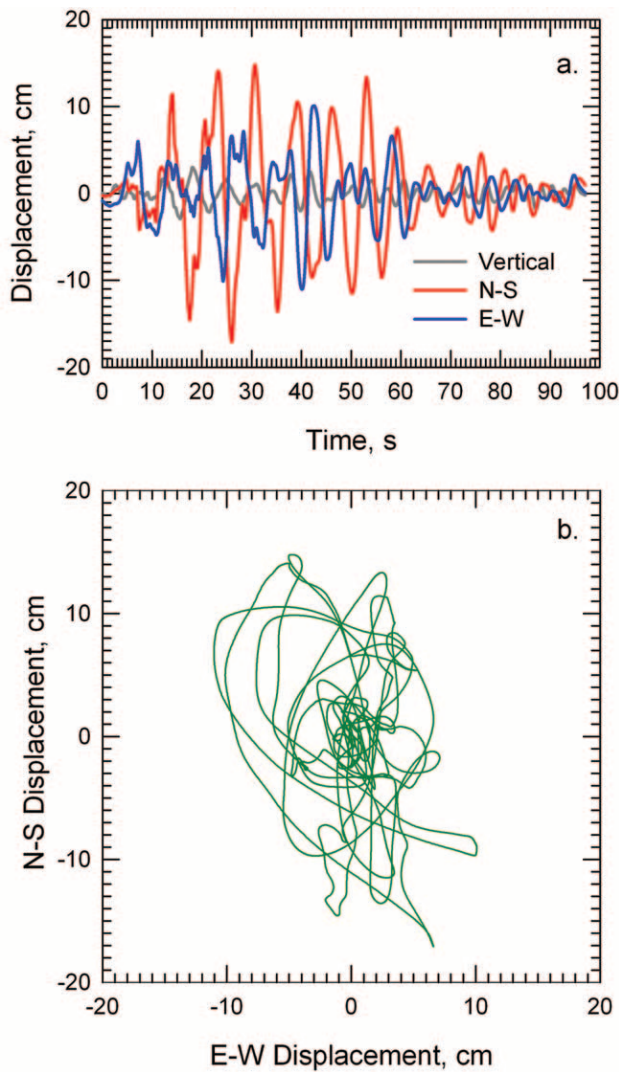 20
a.
10
Displacement, cm
0
-10
Vertical
N-S
E-W
-20
0 10 20 30 40 50 60 70 80 90 100
Time, s
20
b.
10
N-S Displacement, cm
0
-10
-20
-20 -10 0 10 20
E-W Displacement, cm